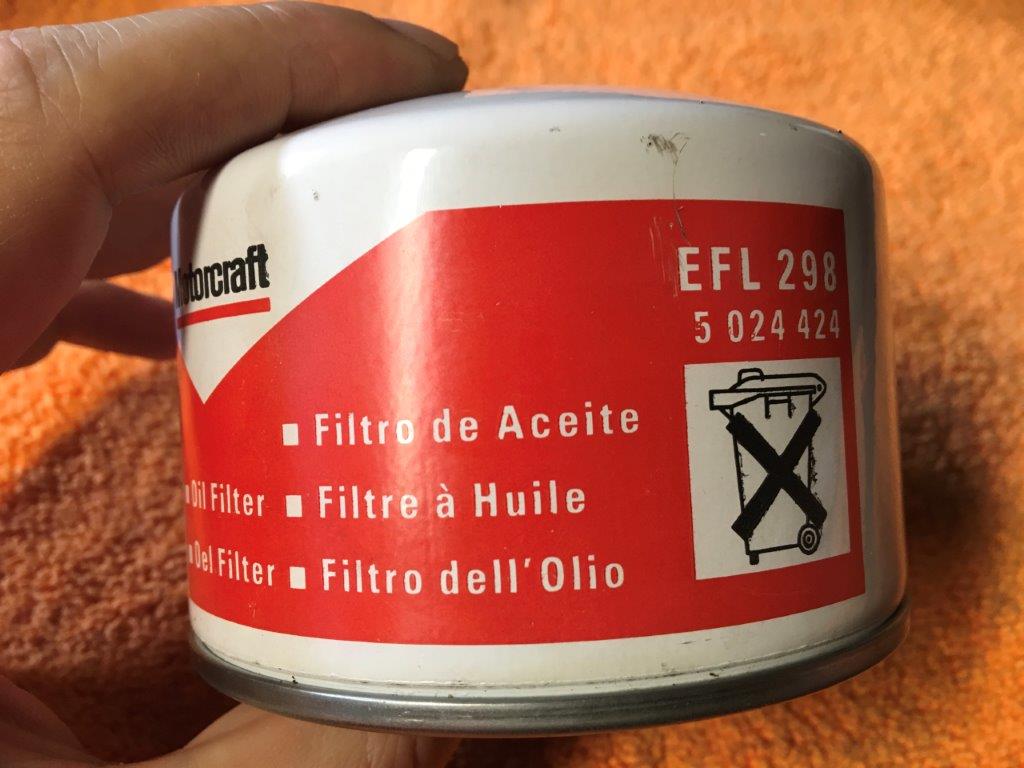 Motorcraft
EFL 298
5 024 424
Filtro de Aceite
Oil Filter
Filtre à Huile
Oel Filter
Filtro dell'Olio